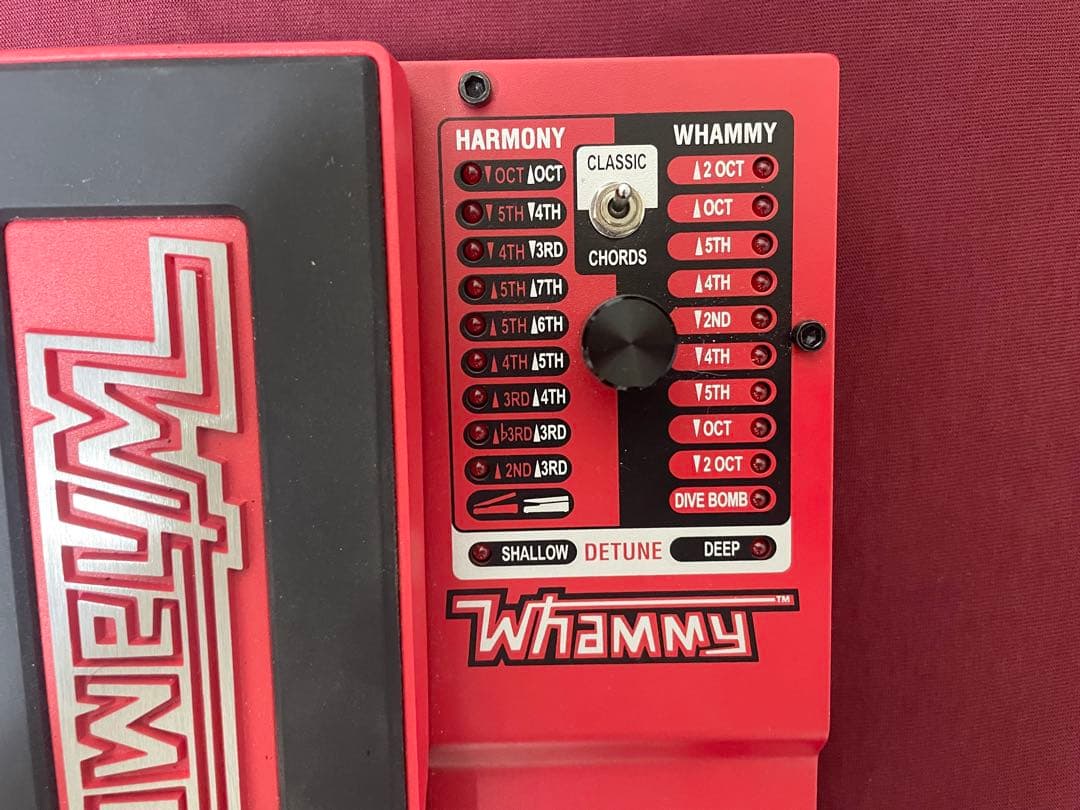 HARMONY
▼OCT ▲OCT
▼5TH ▼4TH
▼4TH ▼3RD
▲5TH ▲7TH
▲5TH ▲6TH
▲4TH ▲5TH
▲3RD ▲4TH
▲♭3RD ▲3RD
▲2ND ▲3RD
CLASSIC
CHORDS
WHAMMY
▲2 OCT
▲OCT
▲5TH
▲4TH
▼2ND
▼4TH
▼5TH
▼OCT
▼2 OCT
DIVE BOMB
SHALLOW DETUNE DEEP
Whammy™
Whamm